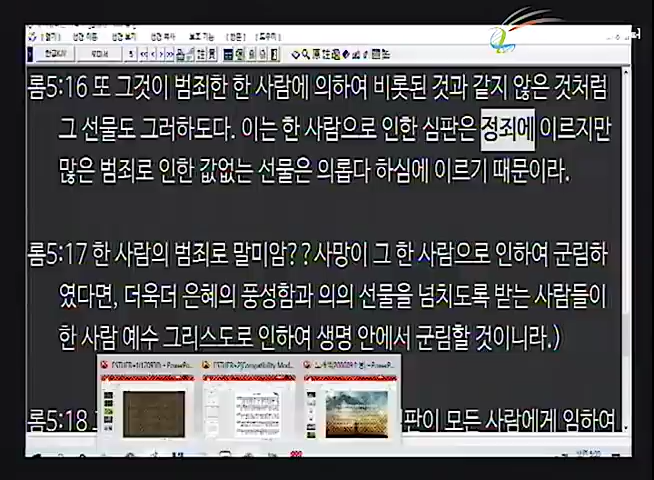 롬5:16 또 그것이 범죄한 한 사람에 의하여 비롯된 것과 같지 않은 것처럼
그 선물도 그러하도다. 이는 한 사람으로 인한 심판은 정죄에 이르지만
많은 범죄로 인한 값없는 선물은 의롭다 하심에 이르기 때문이라.
롬5:17 한 사람의 범죄로 말미암??사망이 그 한 사람으로 인하여 군림하
였다면, 더욱더 은혜의 풍성함과 의의 선물을 넘치도록 받는 사람들이
한 사람 예수 그리스도로 인하여 생명 안에서 군림할 것이니라.)
롬5:18
판이 모든 사람에게 임하여